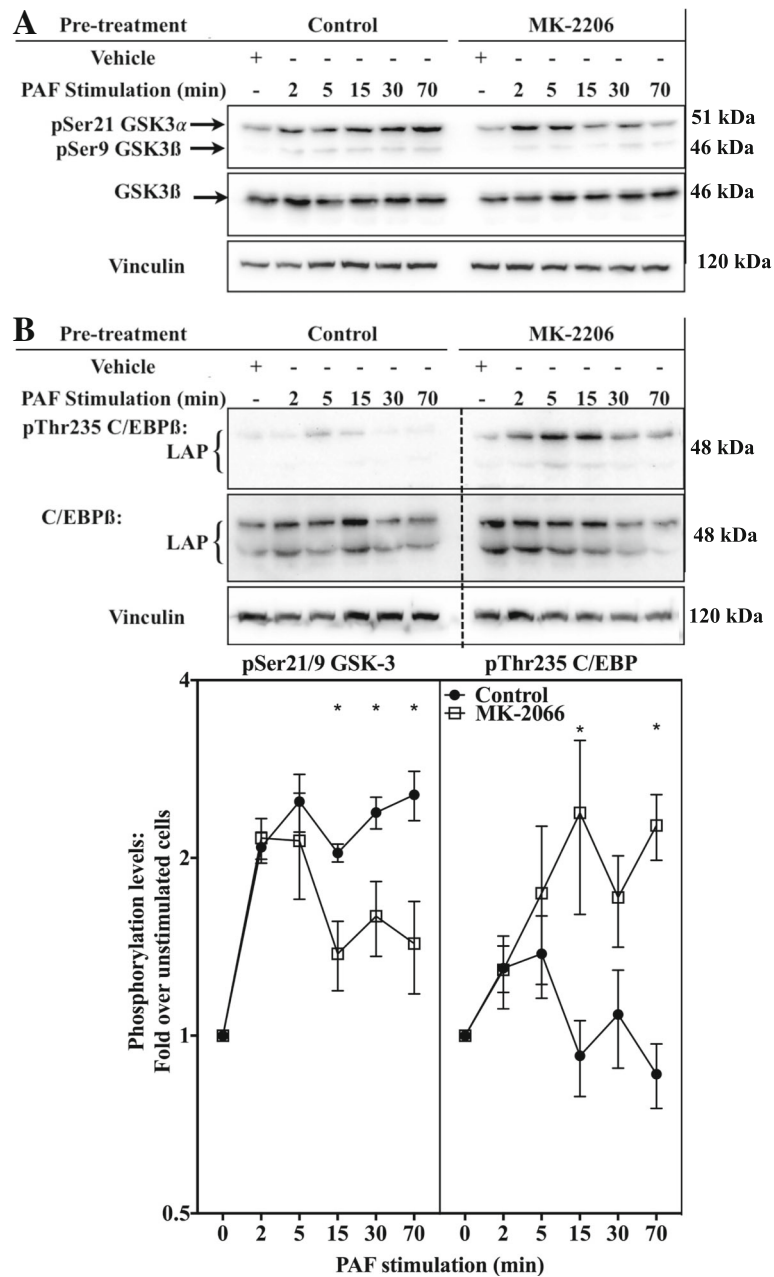 A Pre-treatment Control MK-2206
Vehicle + - - - - - + - - - - -
PAF Stimulation (min) - 2 5 15 30 70 - 2 5 15 30 70
pSer21 GSK3α 51 kDa
pSer9 GSK3ß 46 kDa
GSK3ß 46 kDa
Vinculin 120 kDa
B Pre-treatment Control MK-2206
Vehicle + - - - - - + - - - - -
PAF Stimulation (min) - 2 5 15 30 70 - 2 5 15 30 70
pThr235 C/EBPß:
LAP 48 kDa
C/EBPß:
LAP 48 kDa
Vinculin 120 kDa
pSer21/9 GSK-3 pThr235 C/EBP
4
Control
MK-2066
* * * * *
2
1
0.5
Phosphorylation levels:
Fold over unstimulated cells
0 2 5 15 30 70 0 2 5 15 30 70
PAF stimulation (min)